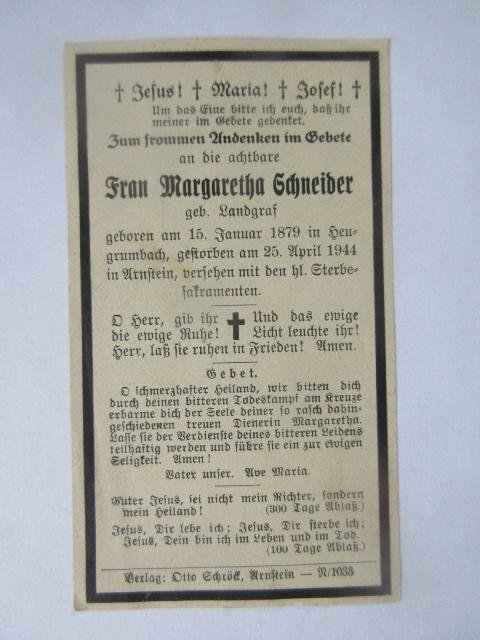 † Jesus! † Maria! † Josef! †
Um das Eine bitte ich euch, daß ihr
meiner im Gebete gedenket.
Zum frommen Andenken im Gebete
an die achtbare
Frau Margaretha Schneider
geb. Landgraf
geboren am 15. Januar 1879 in Heu-
grumbach, gestorben am 25. April 1944
in Arnstein, versehen mit den hl. Sterbe-
sakramenten.
O Herr, gib ihr † Und das ewige
die ewige Ruhe! Licht leuchte ihr!
Herr, laß sie ruhen in Frieden! Amen.
Gebet.
O schmerzhafter Heiland, wir bitten dich
durch deinen bitteren Todeskampf am Kreuze
erbarme dich der Seele deiner so rasch dahin-
geschiedenen treuen Dienerin Margaretha.
Lasse sie der Verdienste deines bitteren Leidens
teilhaftig werden und führe sie ein zur ewigen
Seligkeit. Amen!
Vater unser. Ave Maria.
Guter Jesus, sei nicht mein Richter, sondern
mein Heiland! (300 Tage Ablaß.)
Jesus, Dir lebe ich; Jesus, Dir sterbe ich;
Jesus, Dein bin ich im Leben und im Tod.
(100 Tage Ablaß.)
Verlag: Otto Schröck, Arnstein — N/1033